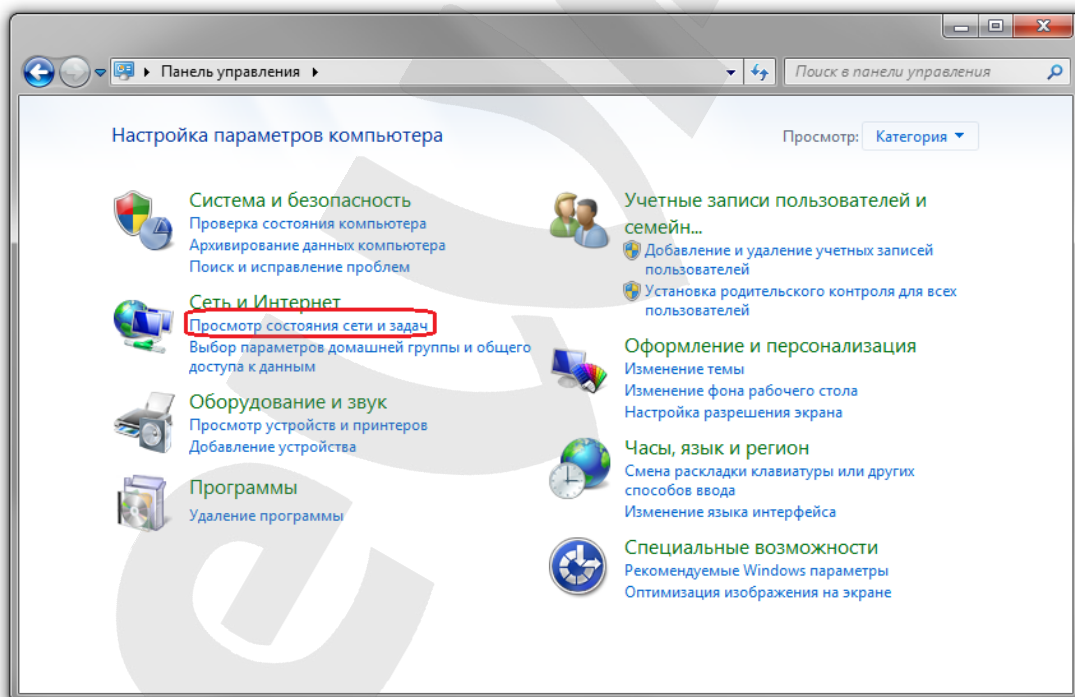 Панель управления
Поиск в панели управления
Настройка параметров компьютера
Просмотр: Категория
Система и безопасность
Проверка состояния компьютера
Архивирование данных компьютера
Поиск и исправление проблем
Сеть и Интернет
Просмотр состояния сети и задач
Выбор параметров домашней группы и общего
доступа к данным
Оборудование и звук
Просмотр устройств и принтеров
Добавление устройства
Программы
Удаление программы
Учетные записи пользователей и
семейн...
Добавление и удаление учетных записей
пользователей
Установка родительского контроля для всех
пользователей
Оформление и персонализация
Изменение темы
Изменение фона рабочего стола
Настройка разрешения экрана
Часы, язык и регион
Смена раскладки клавиатуры или других
способов ввода
Изменение языка интерфейса
Специальные возможности
Рекомендуемые Windows параметры
Оптимизация изображения на экране